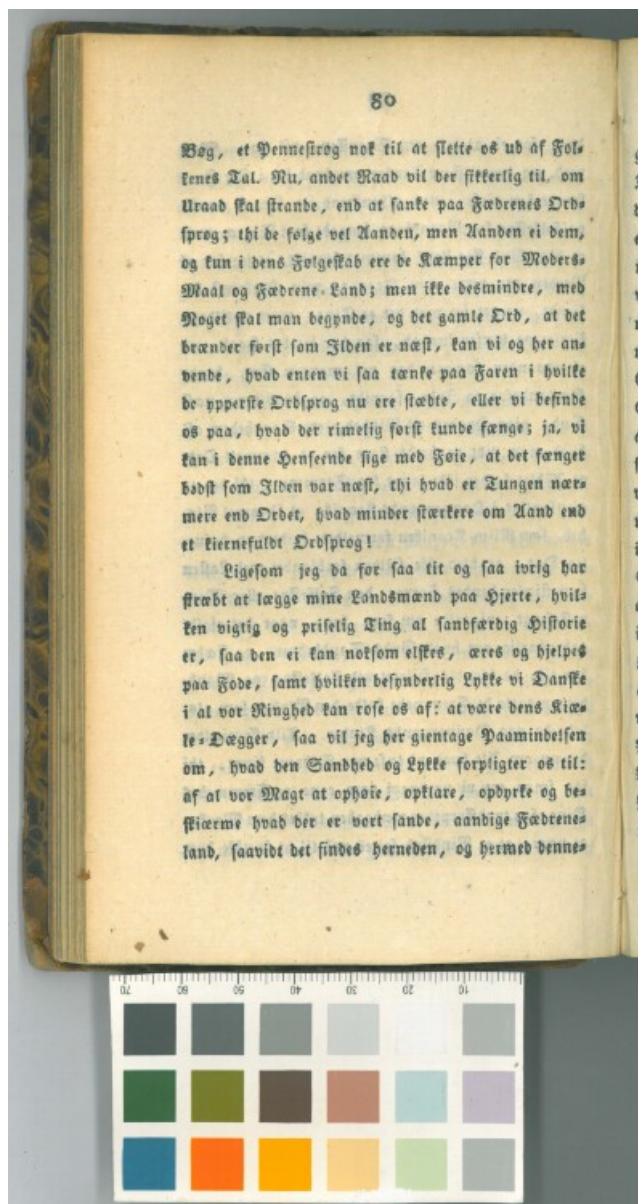 80
Bog, et Pennestrøg nok til at slette os ud af Fol-
kenes Tal. Nu, andet Raad vil der sikkerlig til, om
Uraad skal strande, end at sanke paa Fædrenes Ord-
sprog; thi de følge vel Aanden, men Aanden ei dem,
og kun i dens Følgeskab ere de Kæmper for Moders-
Maal og Fædrene-Land; men ikke desmindre, med
Noget skal man begynde, og det gamle Ord, at det
brænder først som Ilden er næst, kan vi og her an-
vende, hvad enten vi saa tænke paa Faren i hvilke
de ypperste Ordsprog nu ere stædte, eller vi befinde
os paa, hvad der rimelig først kunde fænge; ja, vi
kan i denne Henseende sige med Føie, at det fænger
bedst som Ilden var næst, thi hvad er Tungen nær-
mere end Ordet, hvad minder stærkere om Aand end
et kiernefuldt Ordsprog!
Ligesom jeg da før saa tit og saa ivrig har
stræbt at lægge mine Landsmænd paa Hjerte, hvil-
ken vigtig og priselig Ting al sandfærdig Historie
er, saa den ei kan noksom elskes, æres og hjelpes
paa Fode, samt hvilken besynderlig Lykke vi Danske
i al vor Ringhed kan rose os af: at være dens Kiæ-
le-Dægger, saa vil jeg her gientage Paamindelsen
om, hvad den Sandhed og Lykke forpligter os til:
af al vor Magt at ophøie, opklare, opdyrke og be-
skiærme hvad der er vort sande, aandige Fædrene-
land, saavidt det findes herneden, og hermed denne-
70 60 50 40 30 20 10